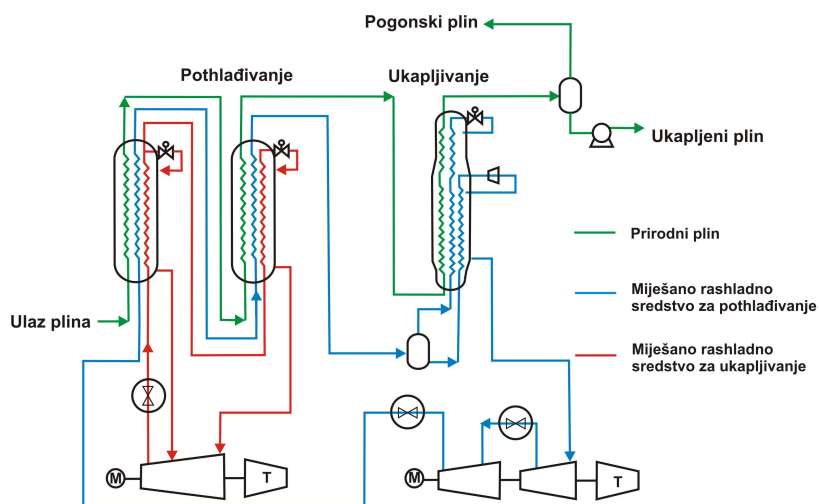 Pogonski plin
Pothlađivanje
Ukapljivanje
Ukapljeni plin
Prirodni plin
Miješano rashladno
sredstvo za pothlađivanje
Miješano rashladno
sredstvo za ukapljivanje
Ulaz plina
M
T
M
T